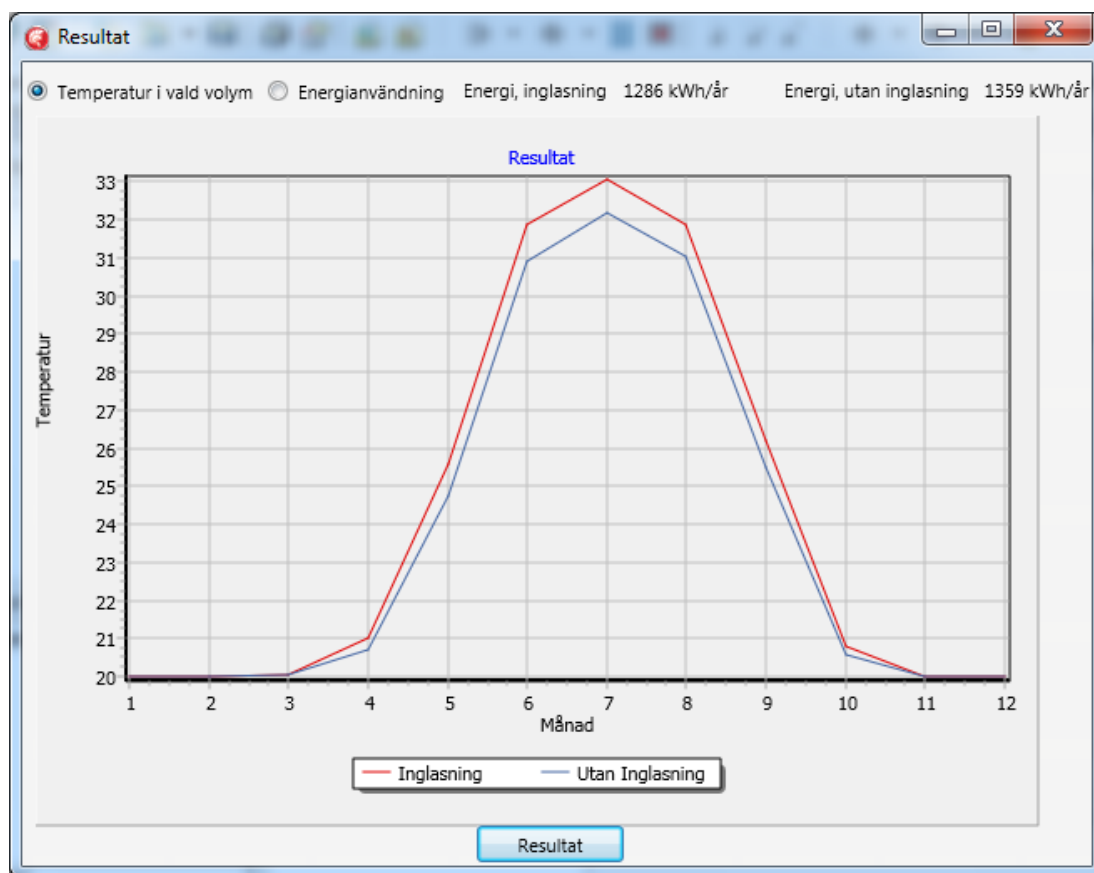 Resultat
Temperatur i vald volym Energianvändning Energi, inglasning 1286 kWh/år Energi, utan inglasning 1359 kWh/år
Resultat
33
32
31
30
29
28
27
26
25
24
23
22
21
20
Temperatur
1 2 3 4 5 6 7 8 9 10 11 12
Månad
Inglasning Utan Inglasning
Resultat